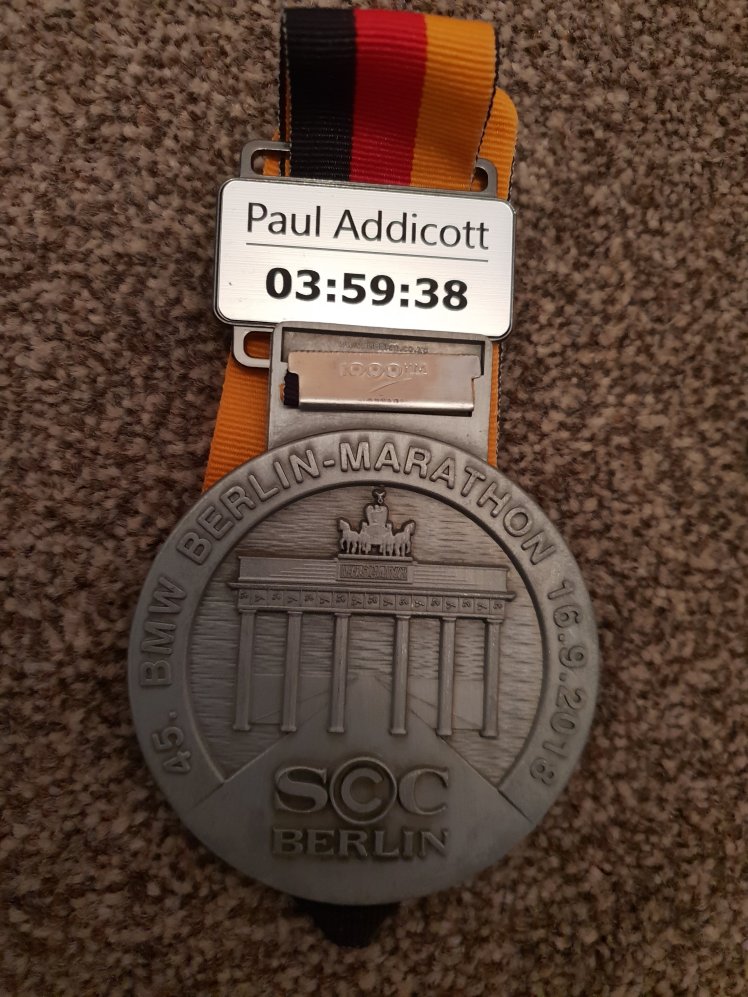 Paul Addicott
03:59:38
45. BMW BERLIN-MARATHON 16.9.2018
SCC
BERLIN